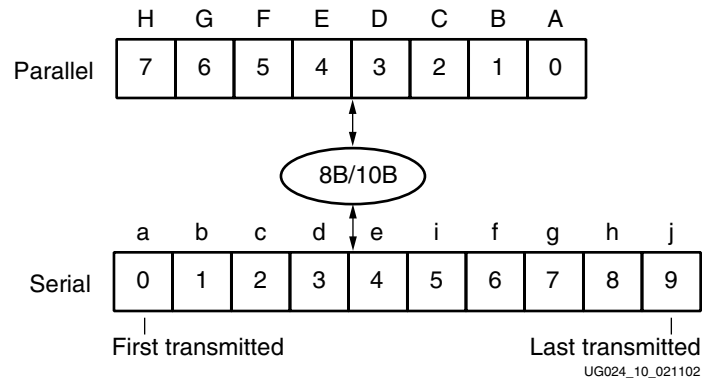 H G F E D C B A
Parallel 7 6 5 4 3 2 1 0
8B/10B
a b c d e i f g h j
Serial 0 1 2 3 4 5 6 7 8 9
First transmitted Last transmitted
UG024_10_021102